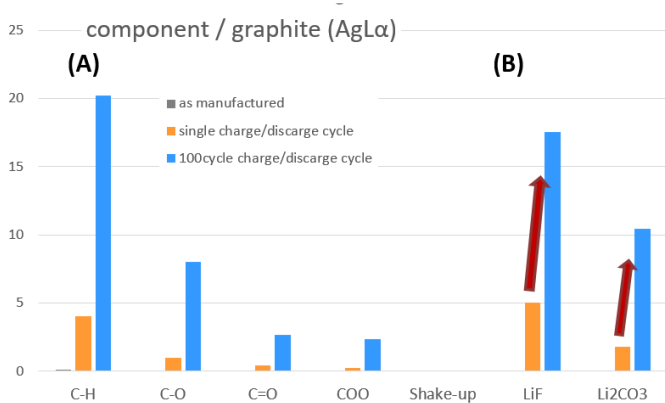 component / graphite (AgLα)
25
(A)
(B)
20
as manufactured
single charge/discarge cycle
100cycle charge/discarge cycle
15
10
5
0
C-H
C-O
C=O
COO
Shake-up
LiF
Li2CO3